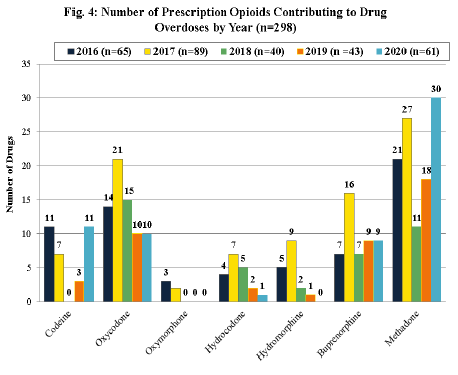 Fig. 4: Number of Prescription Opioids Contributing to Drug
Overdoses by Year (n=298)
2016 (n=65) 2017 (n=89) 2018 (n=40) 2019 (n=43) 2020 (n=61)
Number of Drugs
35
30
25
20
15
10
5
0
11 7 0 3 11
14 21 15 10 10
3 0 0 0
4 7 5 2 1
5 9 2 1 0
7 16 7 9 9
21 27 11 18 30
Codeine
Oxycodone
Oxymorphone
Hydrocodone
Hydromorphine
Buprenorphine
Methadone